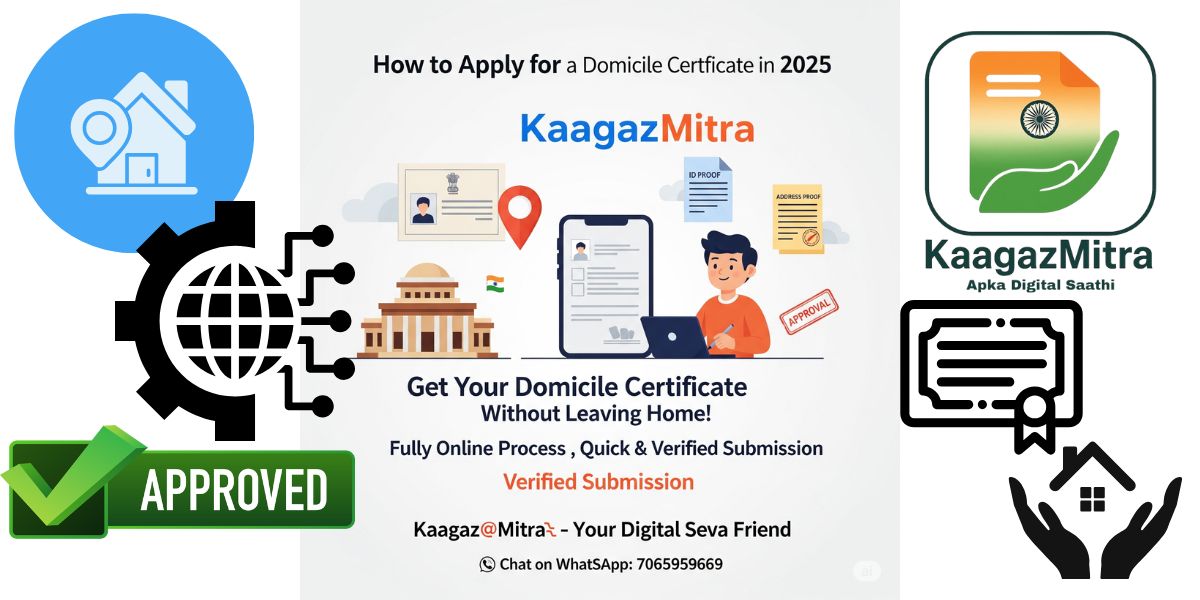 How to Apply for a Domicile Certficate in 2025
KaagazMitra
ID PROOF
ADDRESS PROOF
APPROVAL
Get Your Domicile Certificate
Without Leaving Home!
Fully Online Process , Quick & Verified Submission
Verified Submission
Kaagaz@Mitra - Your Digital Seva Friend
Chat on WhatSApp: 7065959669
ai
APPROVED
KaagazMitra
Apka Digital Saathi